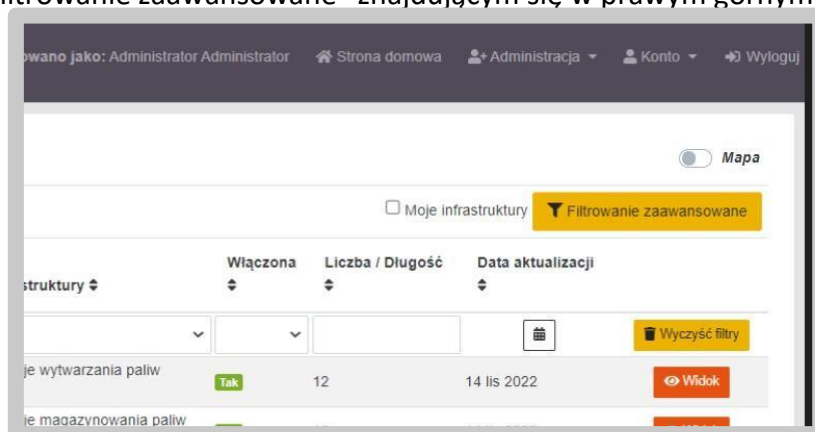 zaawansowane" znajdującym się w prawym górnym
owano jako: Administrator Administrator Strona domowa Administracja Konto Wyloguj
Mapa
Moje infrastruktury Filtrowanie zaawansowane
struktury Włączona Liczba / Długość Data aktualizacji
Wyczyść filtry
je wytwarzania paliw Tak 12 14 lis 2022 Widok
je magazynowania paliw